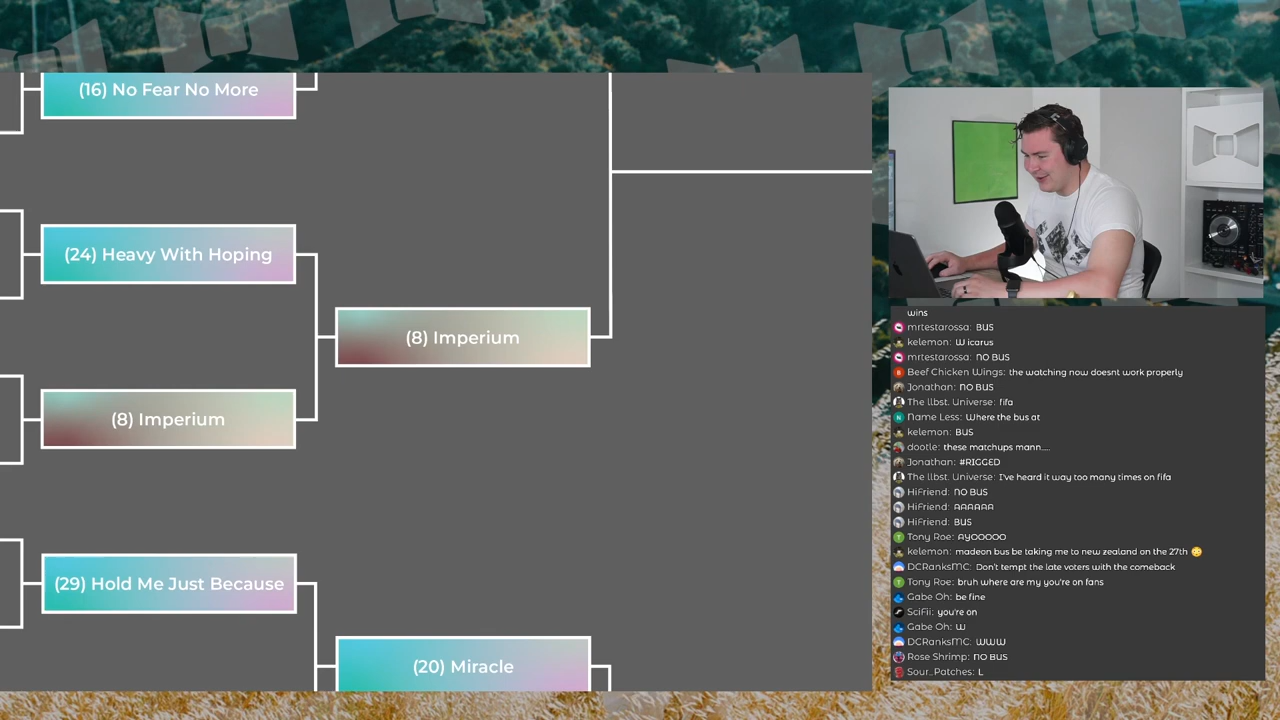 (16) No Fear No More
(24) Heavy With Hoping
(8) Imperium
(8) Imperium
(29) Hold Me Just Because
(20) Miracle
wins
mrtestarossa: BUS
kelemon: W icarus
mrtestarossa: NO BUS
Beef Chicken Wings: the watching now doesnt work properly
Jonathan: NO BUS
The llbst. Universe: fifa
Name Less: Where the bus at
kelemon: BUS
dootle: these matchups mann.....
Jonathan: #RIGGED
The llbst. Universe: I've heard it way too many times on fifa
HiFriend: NO BUS
HiFriend: AAAAAA
HiFriend: BUS
Tony Roe: AYOOOOO
kelemon: madeon bus be taking me to new zealand on the 27th 😳
DCRanksMC: Don't tempt the late voters with the comeback
Tony Roe: bruh where are my you're on fans
Gabe Oh: be fine
SciFii: you're on
Gabe Oh: W
DCRanksMC: WWW
Rose Shrimp: NO BUS
Sour_Patches: L